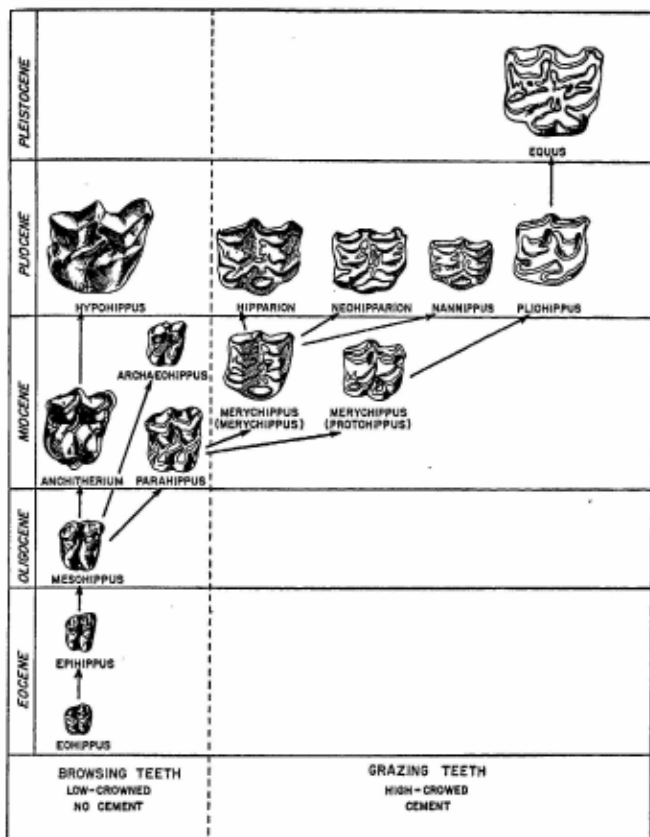 PLEISTOCENE
EQUUS
PLIOCENE
HYPOHIPPUS
HIPPARION
NEOHIPPARION
NANNIPPUS
PLIOHIPPUS
MIOCENE
ARCHAEOHIPPUS
MERYCHIPPUS
(MERYCHIPPUS)
MERYCHIPPUS
(PROTOHIPPUS)
ANCHITHERIUM
PARAHIPPUS
OLIGOCENE
MESOHIPPUS
EOCENE
EPIHIPPUS
EOHIPPUS
BROWSING TEETH
LOW-CROWNED
NO CEMENT
GRAZING TEETH
HIGH-CROWED
CEMENT